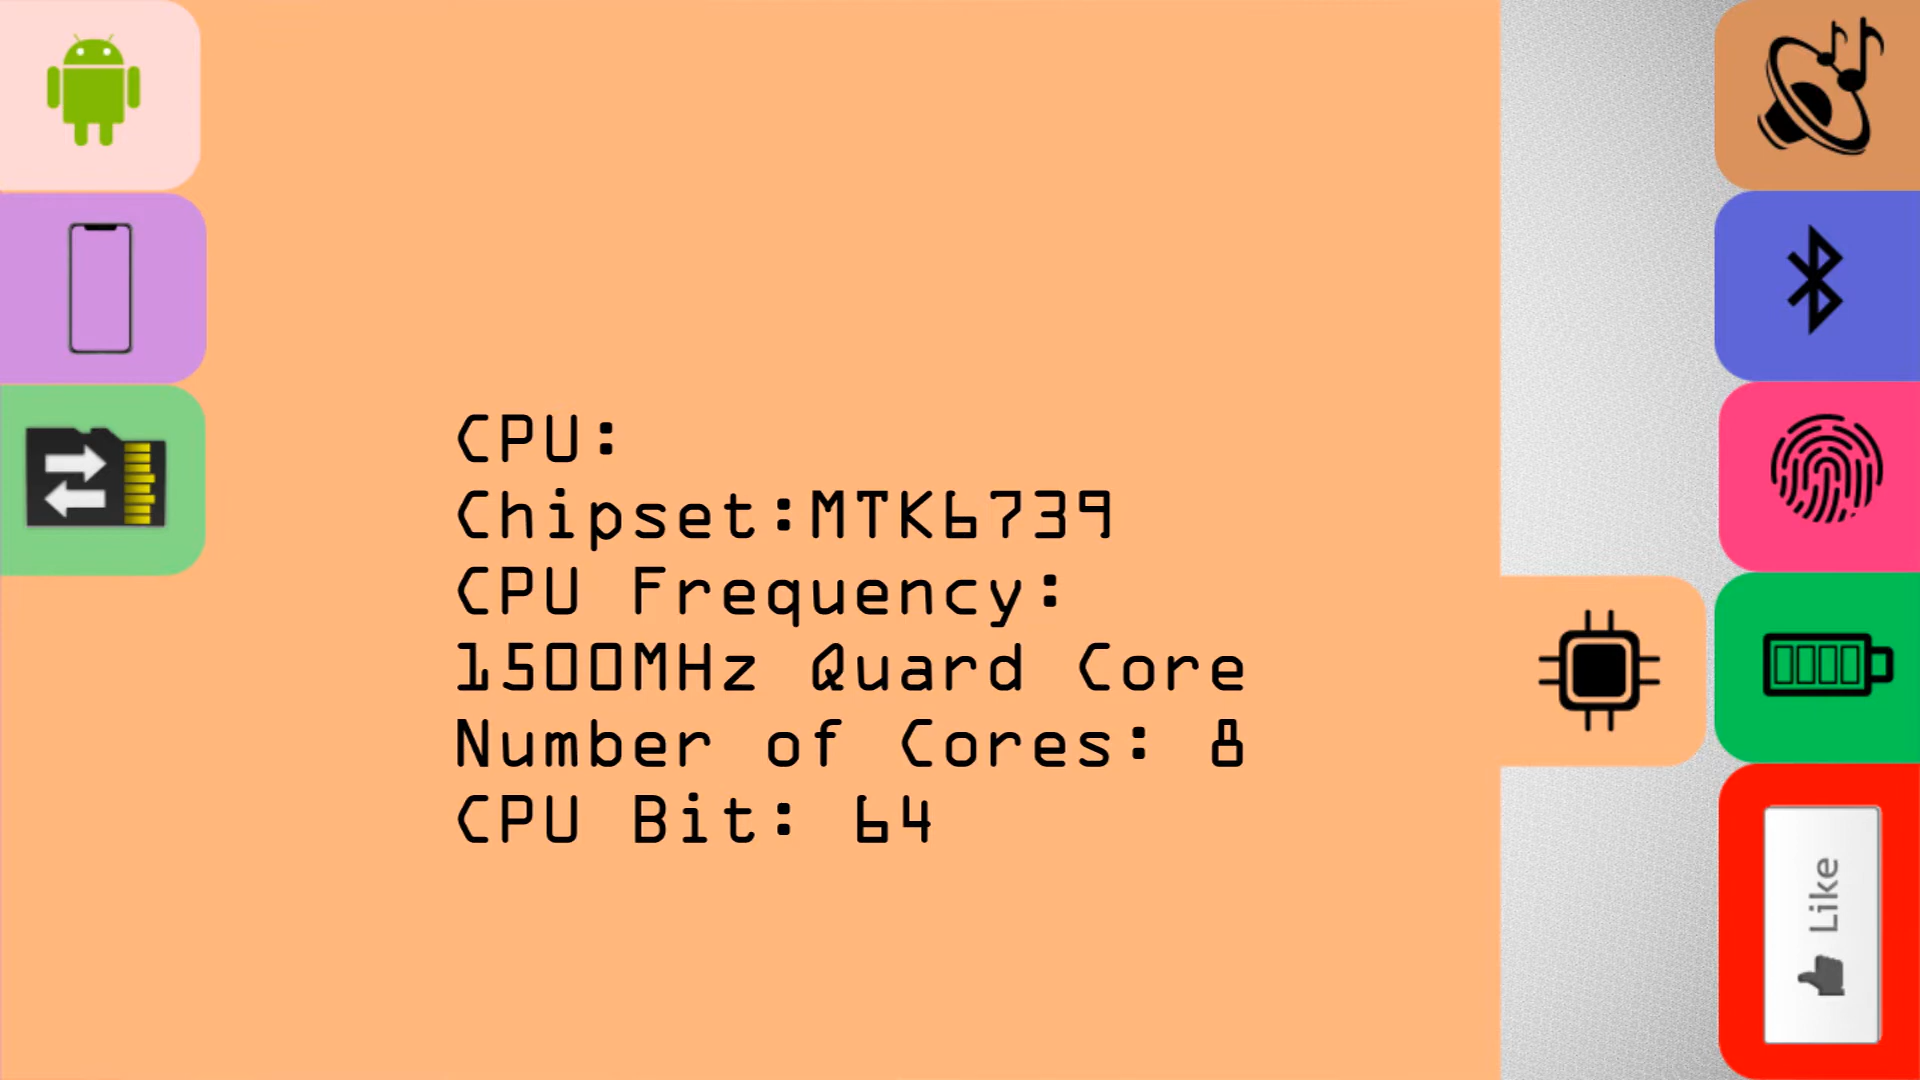 CPU:
Chipset:MTK6739
CPU Frequency:
1500MHz Quard Core
Number of Cores: 8
CPU Bit: 64
Like